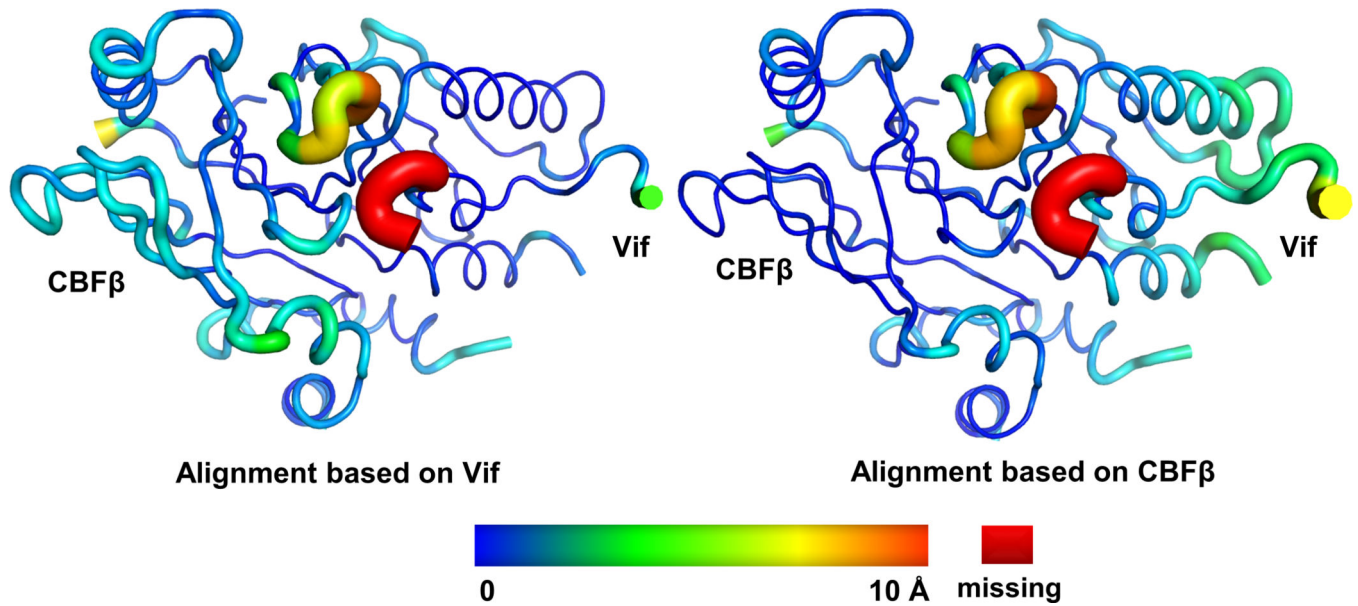 CBFβ
Vif
CBFβ
Vif
Alignment based on Vif
Alignment based on CBFβ
0
10 Å
missing